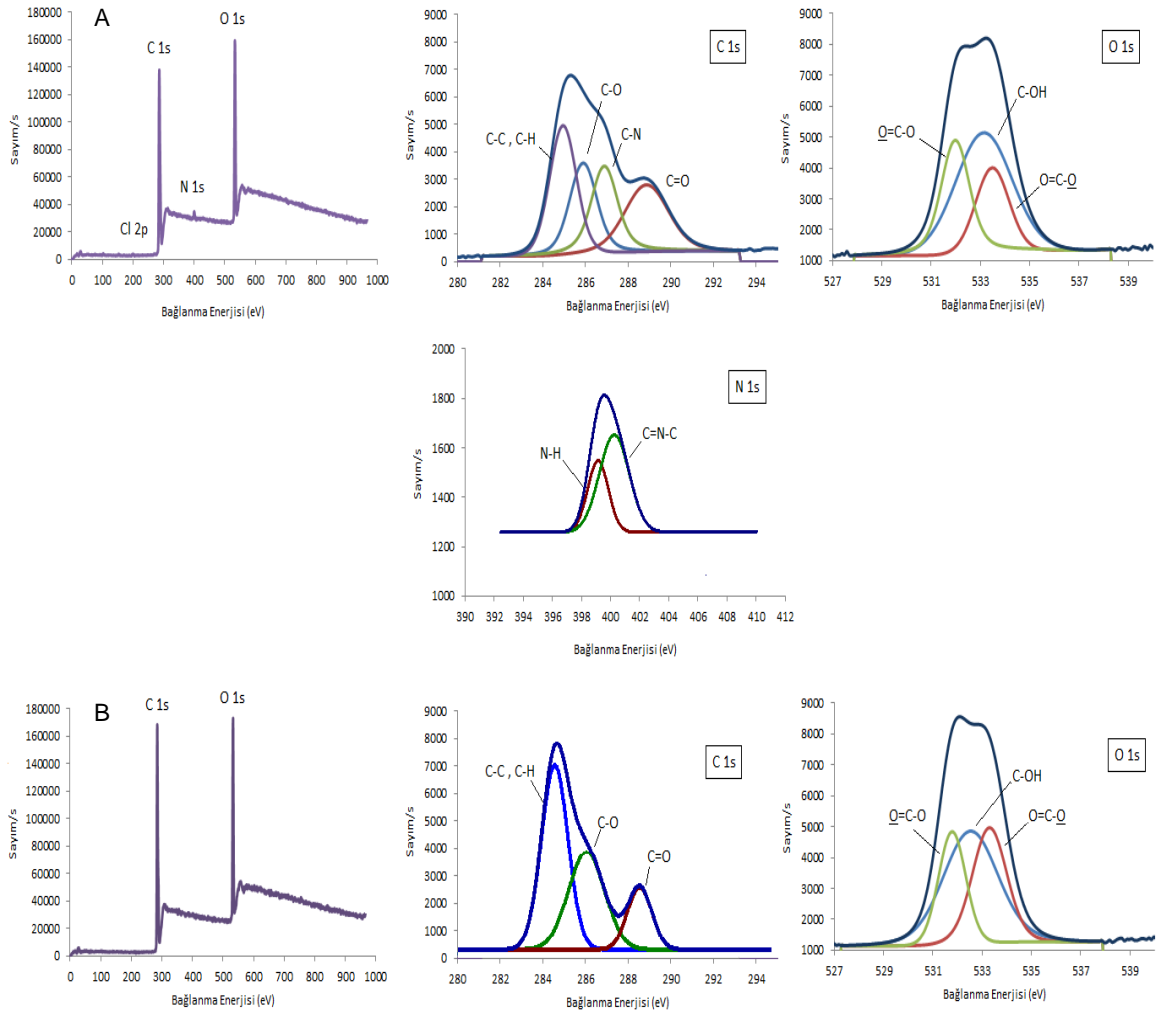 A
180000
160000
140000
120000
100000
80000
60000
40000
20000
0
Sayım/s
C 1s
O 1s
N 1s
Cl 2p
0 100 200 300 400 500 600 700 800 900 1000
Bağlanma Enerjisi (eV)
9000
8000
7000
6000
5000
4000
3000
2000
1000
0
Sayım/s
C 1s
C-O
C-C , C-H
C-N
C=O
280 282 284 286 288 290 292 294
Bağlanma Enerjisi (eV)
9000
8000
7000
6000
5000
4000
3000
2000
1000
Sayım/s
O 1s
C-OH
O=C-O
O=C-O
527 529 531 533 535 537 539
Bağlanma Enerjisi (eV)
2000
1800
1600
1400
1200
1000
Sayım/s
N 1s
C=N-C
N-H
390 392 394 396 398 400 402 404 406 408 410 412
Bağlanma Enerjisi (eV)
B
180000
160000
140000
120000
100000
80000
60000
40000
20000
0
Sayım/s
C 1s
O 1s
0 100 200 300 400 500 600 700 800 900 1000
Bağlanma Enerjisi (eV)
9000
8000
7000
6000
5000
4000
3000
2000
1000
0
Sayım/s
C 1s
C-C , C-H
C-O
C=O
280 282 284 286 288 290 292 294
Bağlanma Enerjisi (eV)
9000
8000
7000
6000
5000
4000
3000
2000
1000
Sayım/s
O 1s
C-OH
O=C-O
O=C-O
527 529 531 533 535 537 539
Bağlanma Enerjisi (eV)